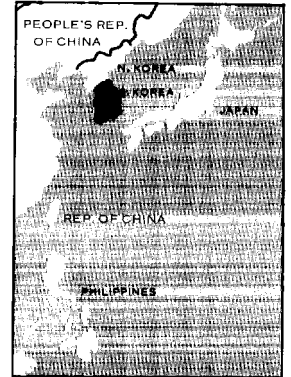 PEOPLE'S REP.
OF CHINA
N. KOREA
S. KOREA
JAPAN
REP. OF CHINA
PHILIPPINES